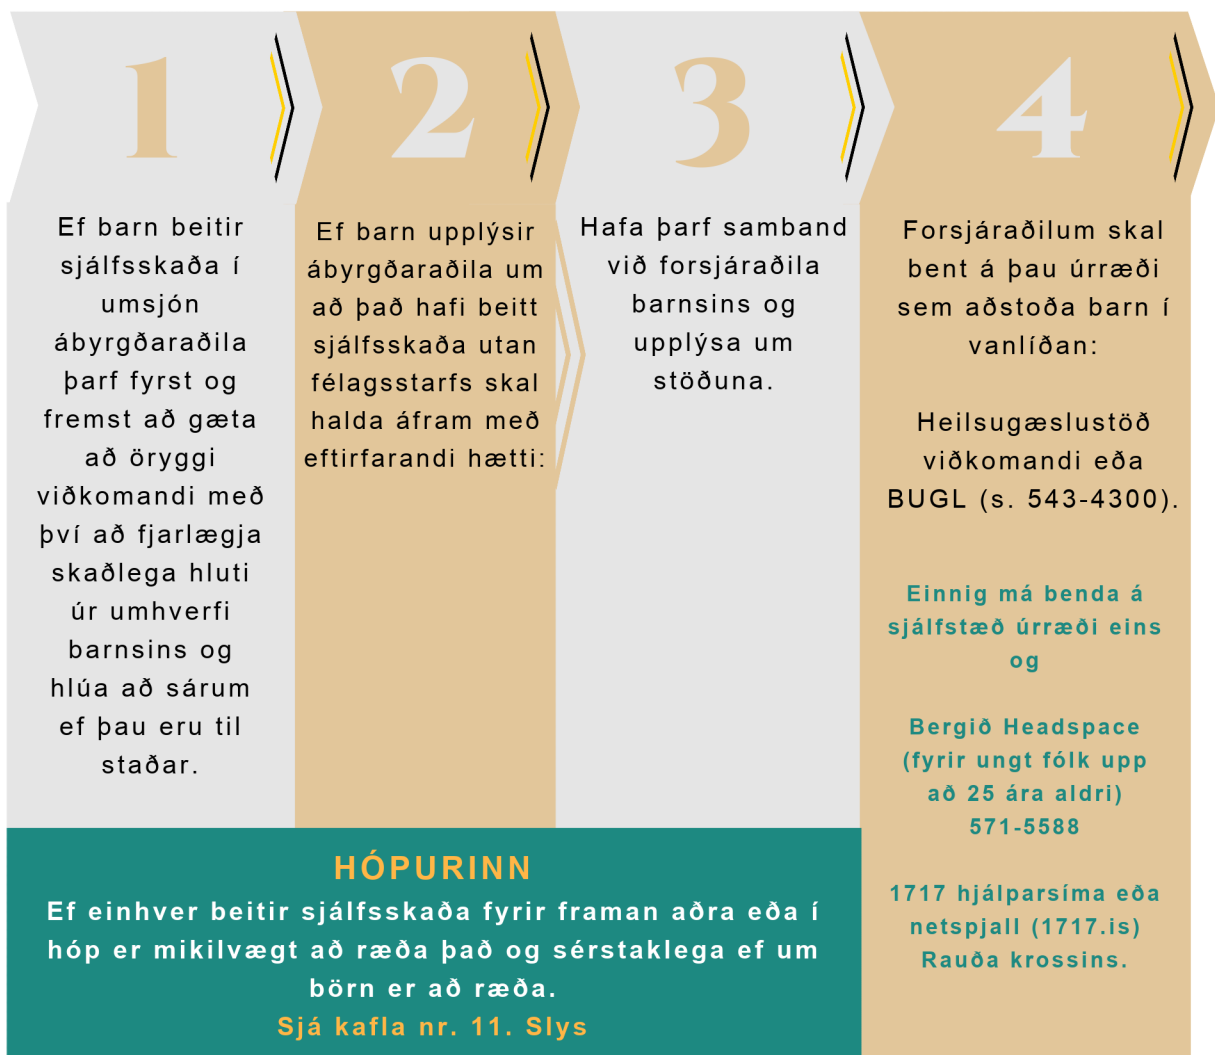 1
Ef barn beitir
sjálfsskaða í
umsjón
ábyrgðaraðila
þarf fyrst og
fremst að gæta
að öryggi
viðkomandi með
því að fjarlægja
skaðlega hluti
úr umhverfi
barnsins og
hlúa að sárum
ef þau eru til
staðar.
2
Ef barn upplýsir
ábyrgðaraðila um
að það hafi beitt
sjálfsskaða utan
félagsstarfs skal
halda áfram með
eftirfarandi hætti:
3
Hafa þarf samband
við forsjáraðila
barnsins og
upplýsa um
stöðuna.
4
Forsjáraðilum skal
bent á þau úrræði
sem aðstoða barn í
vanlíðan:
Heilsugæslustöð
viðkomandi eða
BUGL (s. 543-4300).
Einnig má benda á
sjálfstæð úrræði eins
og
Bergið Headspace
(fyrir ungt fólk upp
að 25 ára aldri)
571-5588
1717 hjálparsíma eða
netspjall (1717.is)
Rauða krossins.
HÓPURINN
Ef einhver beitir sjálfsskaða fyrir framan aðra eða í
hóp er mikilvægt að ræða það og sérstaklega ef um
börn er að ræða.
Sjá kafla nr. 11. Slys